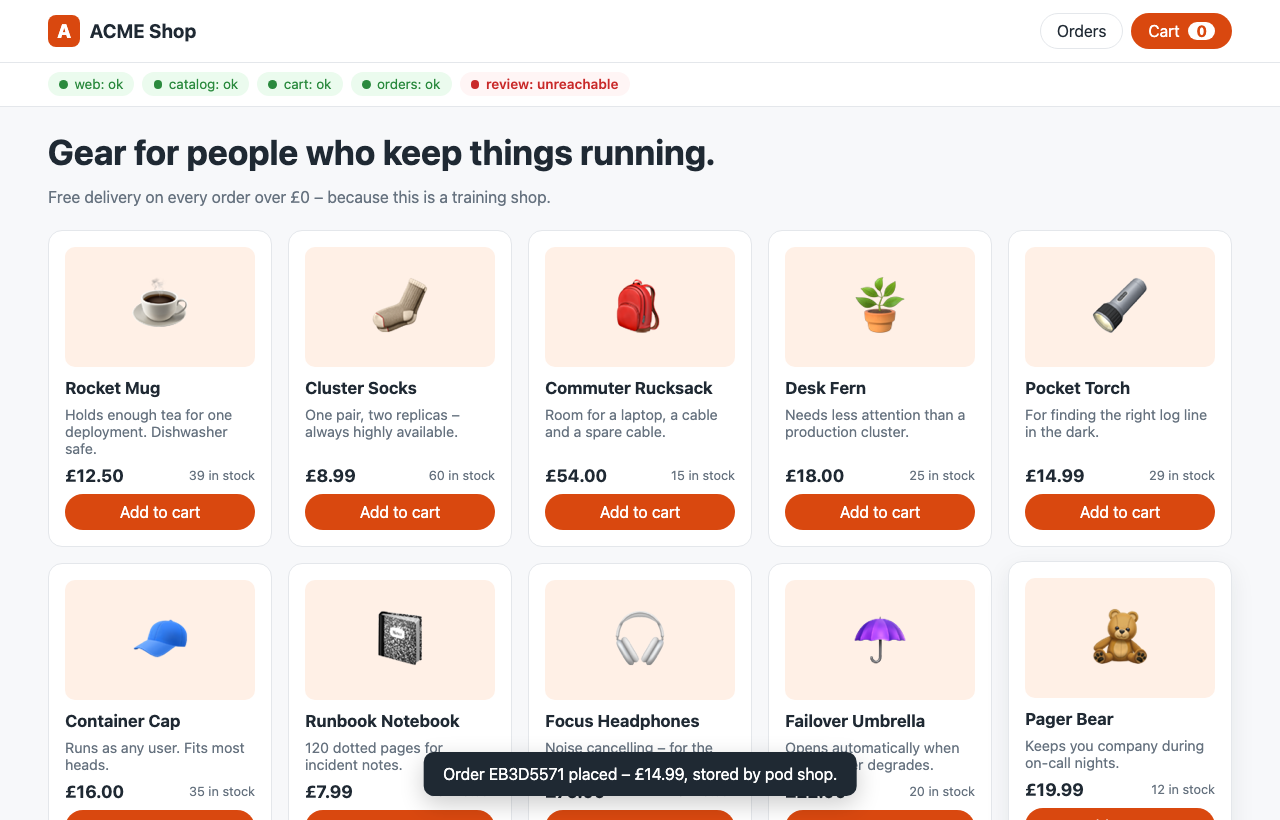 A ACME Shop
Orders
Cart 0
web: ok
catalog: ok
cart: ok
orders: ok
review: unreachable
Gear for people who keep things running.
Free delivery on every order over £0 – because this is a training shop.
Rocket Mug
Holds enough tea for one
deployment. Dishwasher
safe.
£12.50
39 in stock
Add to cart
Cluster Socks
One pair, two replicas –
always highly available.
£8.99
60 in stock
Add to cart
Commuter Rucksack
Room for a laptop, a cable
and a spare cable.
£54.00
15 in stock
Add to cart
Desk Fern
Needs less attention than a
production cluster.
£18.00
25 in stock
Add to cart
Pocket Torch
For finding the right log line
in the dark.
£14.99
29 in stock
Add to cart
Container Cap
Runs as any user. Fits most
heads.
£16.00
35 in stock
Runbook Notebook
120 dotted pages for
incident notes.
£7.99
Focus Headphones
Noise cancelling – for the
Failover Umbrella
Opens automatically when
degrades.
20 in stock
Pager Bear
Keeps you company during
on-call nights.
£19.99
12 in stock
Order EB3D5571 placed – £14.99, stored by pod shop.